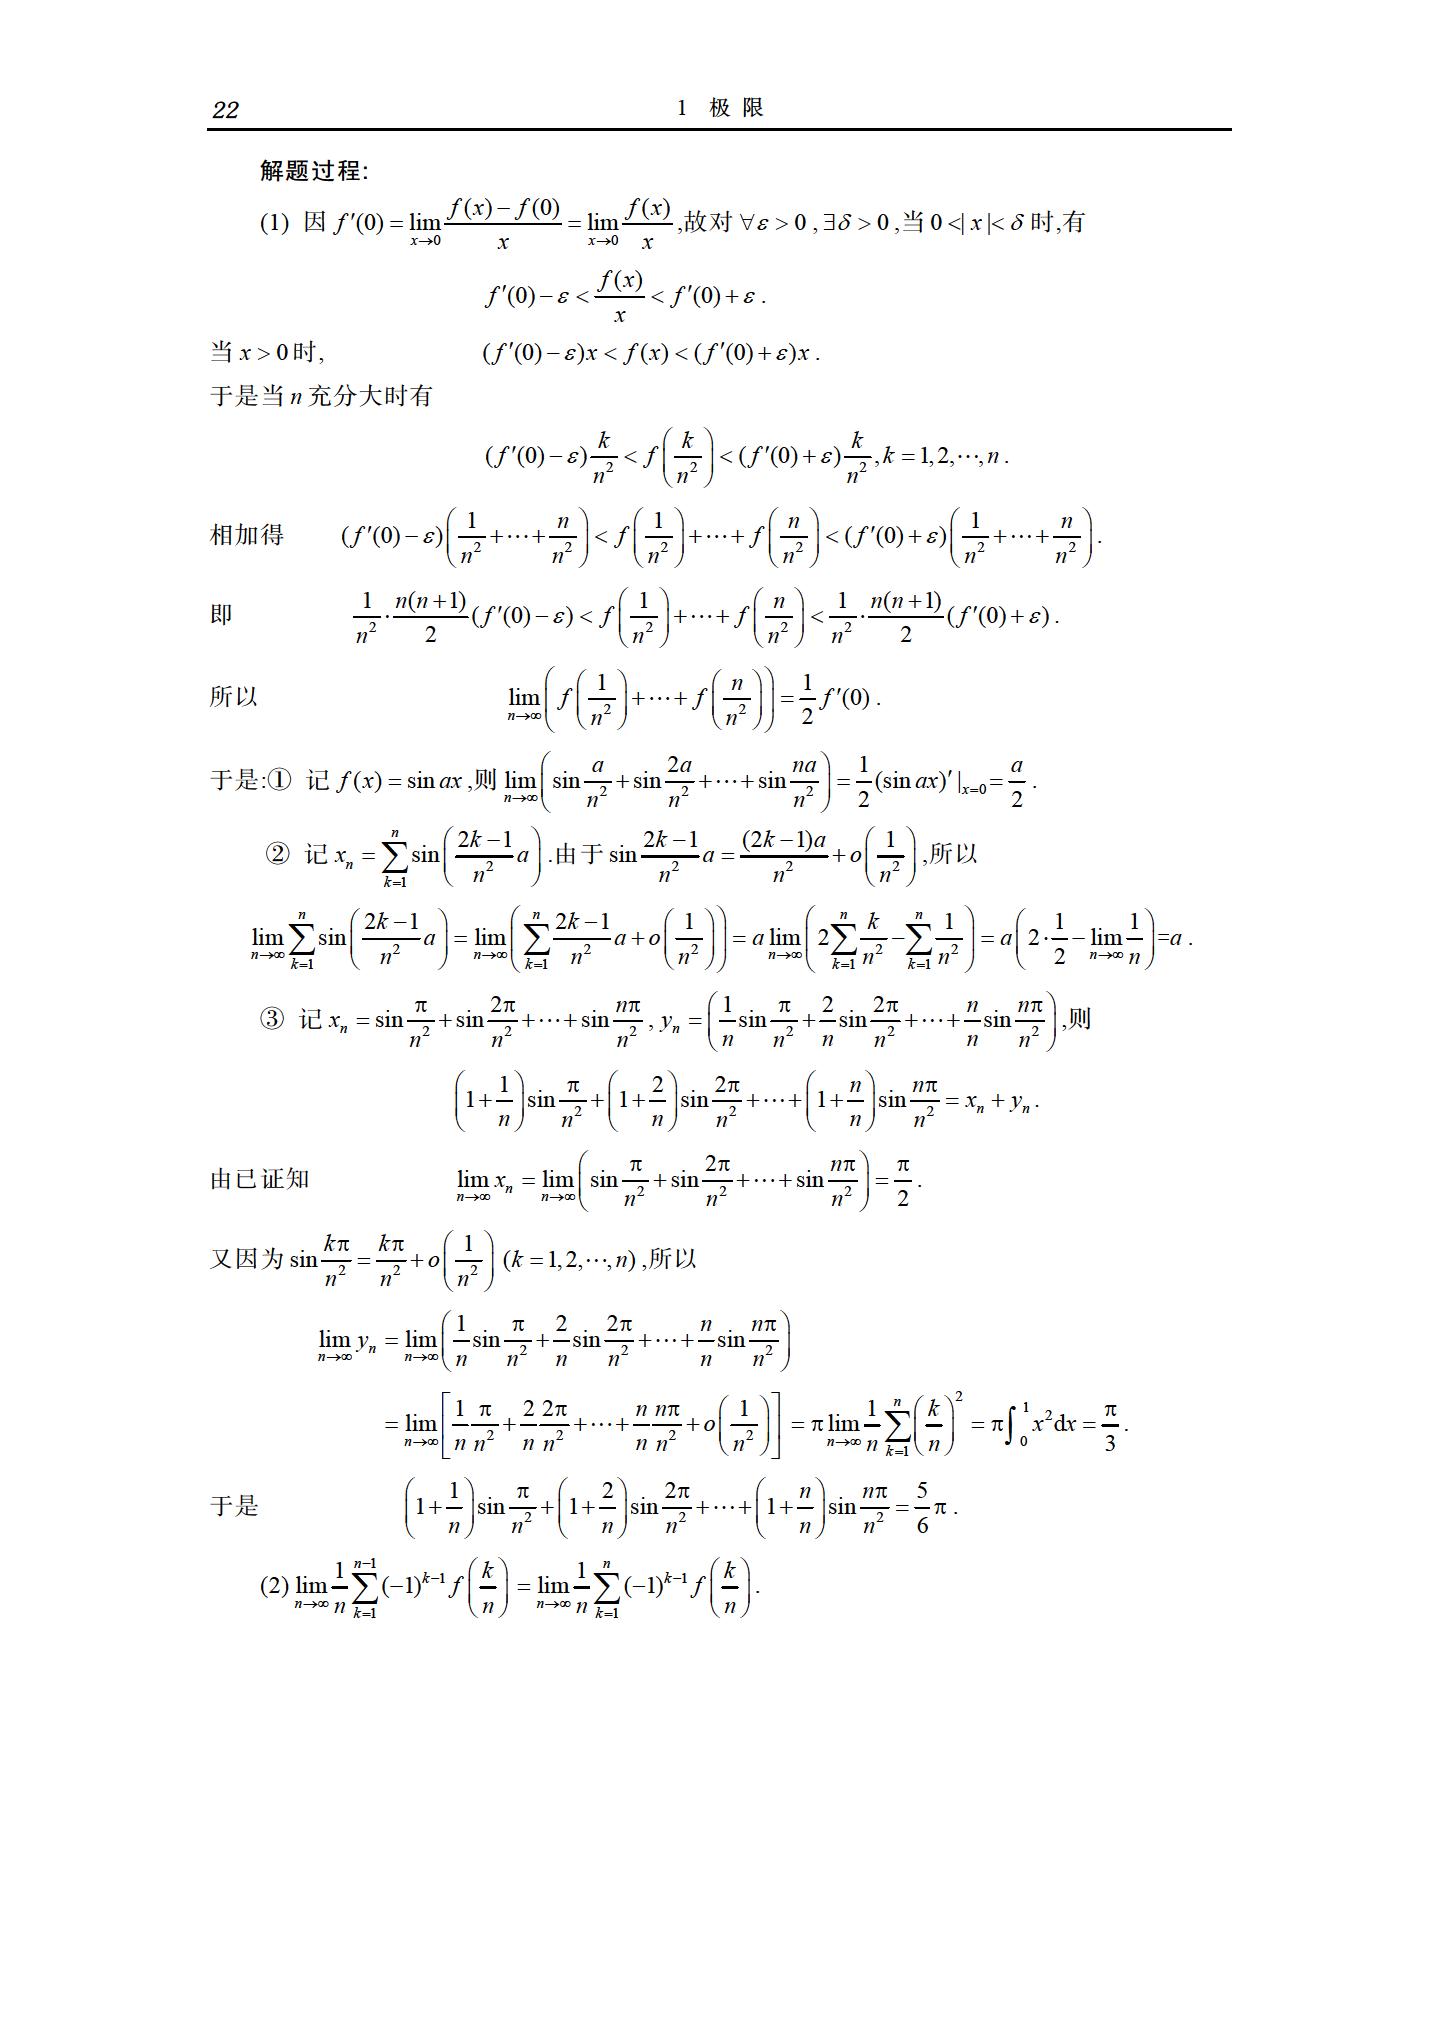 22
1 极 限
解题过程:
(1) 因 $f'(0)=\lim_{x\to 0}\frac{f(x)-f(0)}{x}=\lim_{x\to 0}\frac{f(x)}{x}$,故对 $\forall\varepsilon>0,\exists\delta>0$,当 $0<|x|<\delta$ 时,有
$f'(0)-\varepsilon<\frac{f(x)}{x}<f'(0)+\varepsilon$.
当 $x>0$ 时, $(f'(0)-\varepsilon)x<f(x)<(f'(0)+\varepsilon)x$.
于是当 $n$ 充分大时有
$(f'(0)-\varepsilon)\frac{k}{n^2}<f\left(\frac{k}{n^2}\right)<(f'(0)+\varepsilon)\frac{k}{n^2},k=1,2,\cdots,n$.
相加得 $(f'(0)-\varepsilon)\left(\frac{1}{n^2}+\cdots+\frac{n}{n^2}\right)<f\left(\frac{1}{n^2}\right)+\cdots+f\left(\frac{n}{n^2}\right)<(f'(0)+\varepsilon)\left(\frac{1}{n^2}+\cdots+\frac{n}{n^2}\right)$.
即 $\frac{1}{n^2}\cdot\frac{n(n+1)}{2}(f'(0)-\varepsilon)<f\left(\frac{1}{n^2}\right)+\cdots+f\left(\frac{n}{n^2}\right)<\frac{1}{n^2}\cdot\frac{n(n+1)}{2}(f'(0)+\varepsilon)$.
所以 $\lim_{n\to\infty}\left(f\left(\frac{1}{n^2}\right)+\cdots+f\left(\frac{n}{n^2}\right)\right)=\frac{1}{2}f'(0)$.
于是:① 记 $f(x)=\sin ax$,则 $\lim_{n\to\infty}\left(\sin\frac{a}{n^2}+\sin\frac{2a}{n^2}+\cdots+\sin\frac{na}{n^2}\right)=\frac{1}{2}(\sin ax)'|_{x=0}=\frac{a}{2}$.
② 记 $x_n=\sum_{k=1}^{n}\sin\left(\frac{2k-1}{n^2}a\right)$.由于 $\sin\frac{2k-1}{n^2}a=\frac{(2k-1)a}{n^2}+o\left(\frac{1}{n^2}\right)$,所以
$\lim_{n\to\infty}\sum_{k=1}^{n}\sin\left(\frac{2k-1}{n^2}a\right)=\lim_{n\to\infty}\left(\sum_{k=1}^{n}\frac{2k-1}{n^2}a+o\left(\frac{1}{n^2}\right)\right)=a\lim_{n\to\infty}\left(2\sum_{k=1}^{n}\frac{k}{n^2}-\sum_{k=1}^{n}\frac{1}{n^2}\right)=a\left(2\cdot\frac{1}{2}-\lim_{n\to\infty}\frac{1}{n}\right)=a$.
③ 记 $x_n=\sin\frac{\pi}{n^2}+\sin\frac{2\pi}{n^2}+\cdots+\sin\frac{n\pi}{n^2},y_n=\left(\frac{1}{n}\sin\frac{\pi}{n^2}+\frac{2}{n}\sin\frac{2\pi}{n^2}+\cdots+\frac{n}{n}\sin\frac{n\pi}{n^2}\right)$,则
$\left(1+\frac{1}{n}\right)\sin\frac{\pi}{n^2}+\left(1+\frac{2}{n}\right)\sin\frac{2\pi}{n^2}+\cdots+\left(1+\frac{n}{n}\right)\sin\frac{n\pi}{n^2}=x_n+y_n$.
由已证知 $\lim_{n\to\infty}x_n=\lim_{n\to\infty}\left(\sin\frac{\pi}{n^2}+\sin\frac{2\pi}{n^2}+\cdots+\sin\frac{n\pi}{n^2}\right)=\frac{\pi}{2}$.
又因为 $\sin\frac{k\pi}{n^2}=\frac{k\pi}{n^2}+o\left(\frac{1}{n^2}\right)(k=1,2,\cdots,n)$,所以
$\lim_{n\to\infty}y_n=\lim_{n\to\infty}\left(\frac{1}{n}\sin\frac{\pi}{n^2}+\frac{2}{n}\sin\frac{2\pi}{n^2}+\cdots+\frac{n}{n}\sin\frac{n\pi}{n^2}\right)$
$=\lim_{n\to\infty}\left[\frac{1}{n}\frac{\pi}{n^2}+\frac{2}{n}\frac{2\pi}{n^2}+\cdots+\frac{n}{n}\frac{n\pi}{n^2}+o\left(\frac{1}{n^2}\right)\right]=\pi\lim_{n\to\infty}\frac{1}{n}\sum_{k=1}^{n}\left(\frac{k}{n}\right)^2=\pi\int_0^1x^2\mathrm{d}x=\frac{\pi}{3}$.
于是 $\left(1+\frac{1}{n}\right)\sin\frac{\pi}{n^2}+\left(1+\frac{2}{n}\right)\sin\frac{2\pi}{n^2}+\cdots+\left(1+\frac{n}{n}\right)\sin\frac{n\pi}{n^2}=\frac{5}{6}\pi$.
(2) $\lim_{n\to\infty}\frac{1}{n}\sum_{k=1}^{n-1}(-1)^{k-1}f\left(\frac{k}{n}\right)=\lim_{n\to\infty}\frac{1}{n}\sum_{k=1}^{n}(-1)^{k-1}f\left(\frac{k}{n}\right)$.